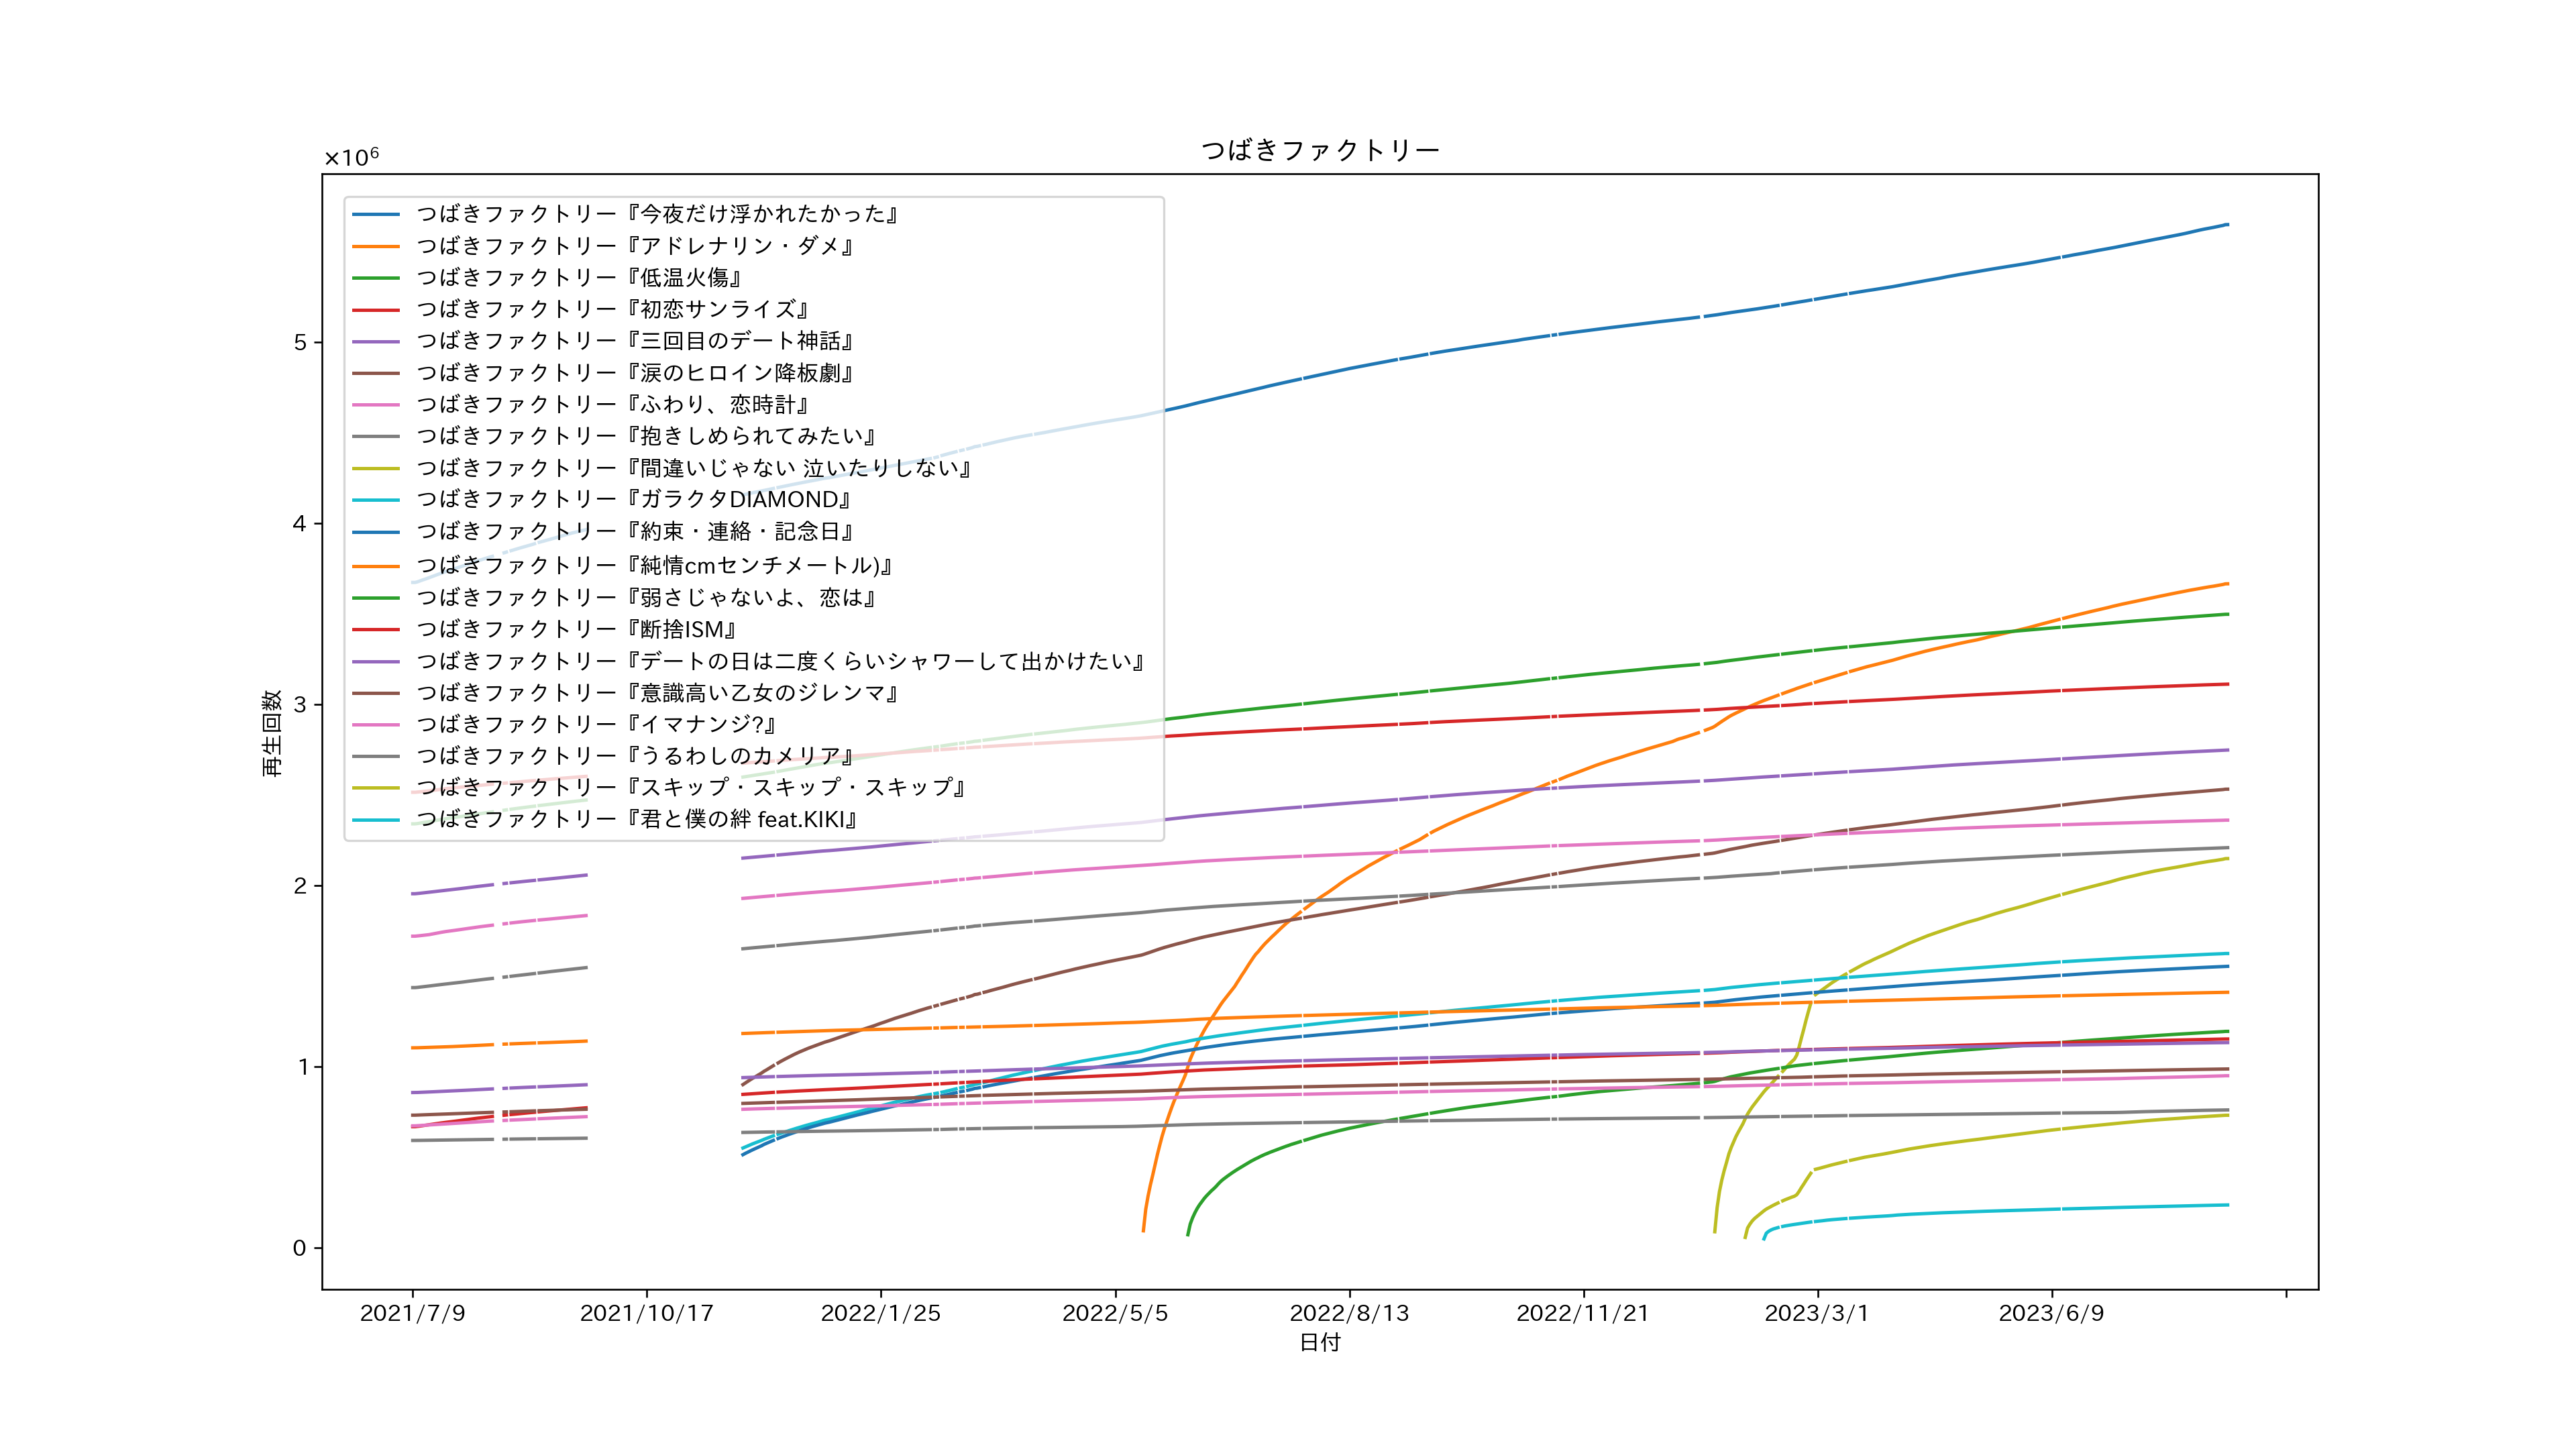 つばきファクトリー
×10⁶
つばきファクトリー『今夜だけ浮かれたかった』
つばきファクトリー『アドレナリン・ダメ』
つばきファクトリー『低温火傷』
つばきファクトリー『初恋サンライズ』
つばきファクトリー『三回目のデート神話』
つばきファクトリー『涙のヒロイン降板劇』
つばきファクトリー『ふわり、恋時計』
つばきファクトリー『抱きしめられてみたい』
つばきファクトリー『間違いじゃない 泣いたりしない』
つばきファクトリー『ガラクタDIAMOND』
つばきファクトリー『約束・連絡・記念日』
つばきファクトリー『純情cmセンチメートル)』
つばきファクトリー『弱さじゃないよ、恋は』
つばきファクトリー『断捨ISM』
つばきファクトリー『デートの日は二度くらいシャワーして出かけたい』
つばきファクトリー『意識高い乙女のジレンマ』
つばきファクトリー『イマナンジ?』
つばきファクトリー『うるわしのカメリア』
つばきファクトリー『スキップ・スキップ・スキップ』
つばきファクトリー『君と僕の絆 feat.KIKI』
5
4
3
2
1
0
再生回数
2021/7/9 2021/10/17 2022/1/25 2022/5/5 2022/8/13 2022/11/21 2023/3/1 2023/6/9
日付